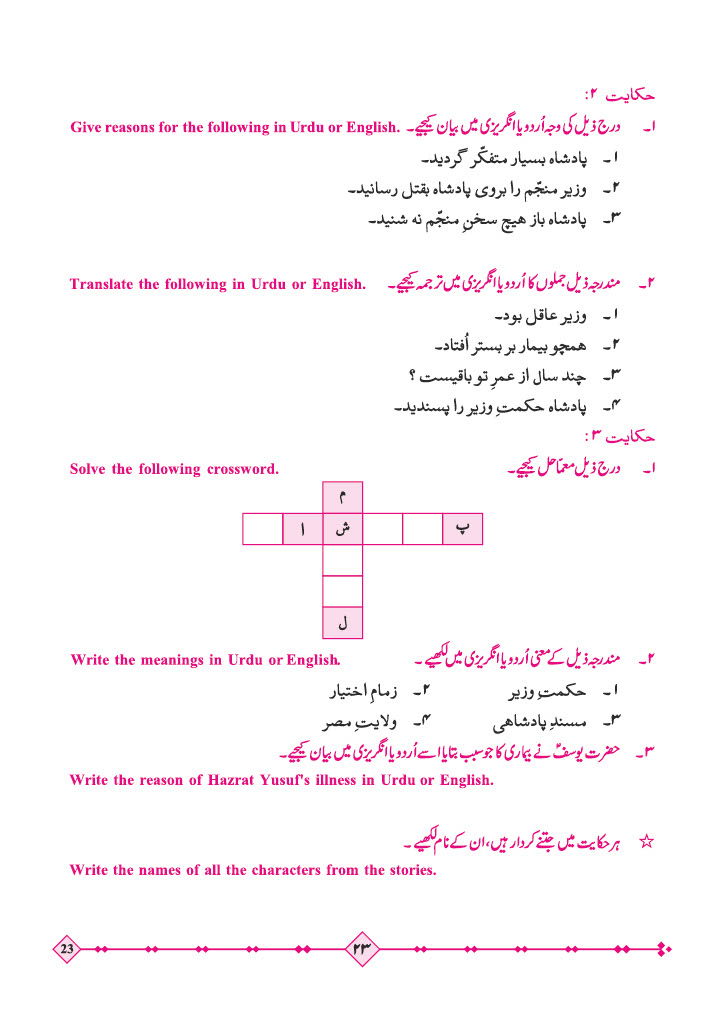 حکایت ۲:
۱۔ درج ذیل کی وجہ اُردو یا انگریزی میں بیان کیجیے۔ Give reasons for the following in Urdu or English.
۱۔ پادشاه بسیار متفکّر گردید۔
۲۔ وزیر منجّم را بروی پادشاه بقتل رسانید۔
۳۔ پادشاه باز هیچ سخنِ منجّم نه شنید۔
۲۔ مندرجہ ذیل جملوں کا اُردو یا انگریزی میں ترجمہ کیجیے۔ Translate the following in Urdu or English.
۱۔ وزیر عاقل بود۔
۲۔ همچو بیمار بر بستر اُفتاد۔
۳۔ چند سال از عمرِ تو باقیست ؟
۴۔ پادشاه حکمتِ وزیر را پسندید۔
حکایت ۳:
۱۔ درج ذیل معمّا حل کیجیے۔ Solve the following crossword.
م
پ ش ا
ل
۲۔ مندرجہ ذیل کے معنی اُردو یا انگریزی میں لکھیے۔ Write the meanings in Urdu or English.
۱۔ حکمتِ وزیر ۲۔ زمامِ اختیار
۳۔ مسندِ پادشاهی ۴۔ ولایتِ مصر
۳۔ حضرت یوسفؑ نے بیماری کا جو سبب بتایا اسے اُردو یا انگریزی میں بیان کیجیے۔
Write the reason of Hazrat Yusuf's illness in Urdu or English.
☆ ہر حکایت میں جتنے کردار ہیں، ان کے نام لکھیے۔
Write the names of all the characters from the stories.
23 ۲۳